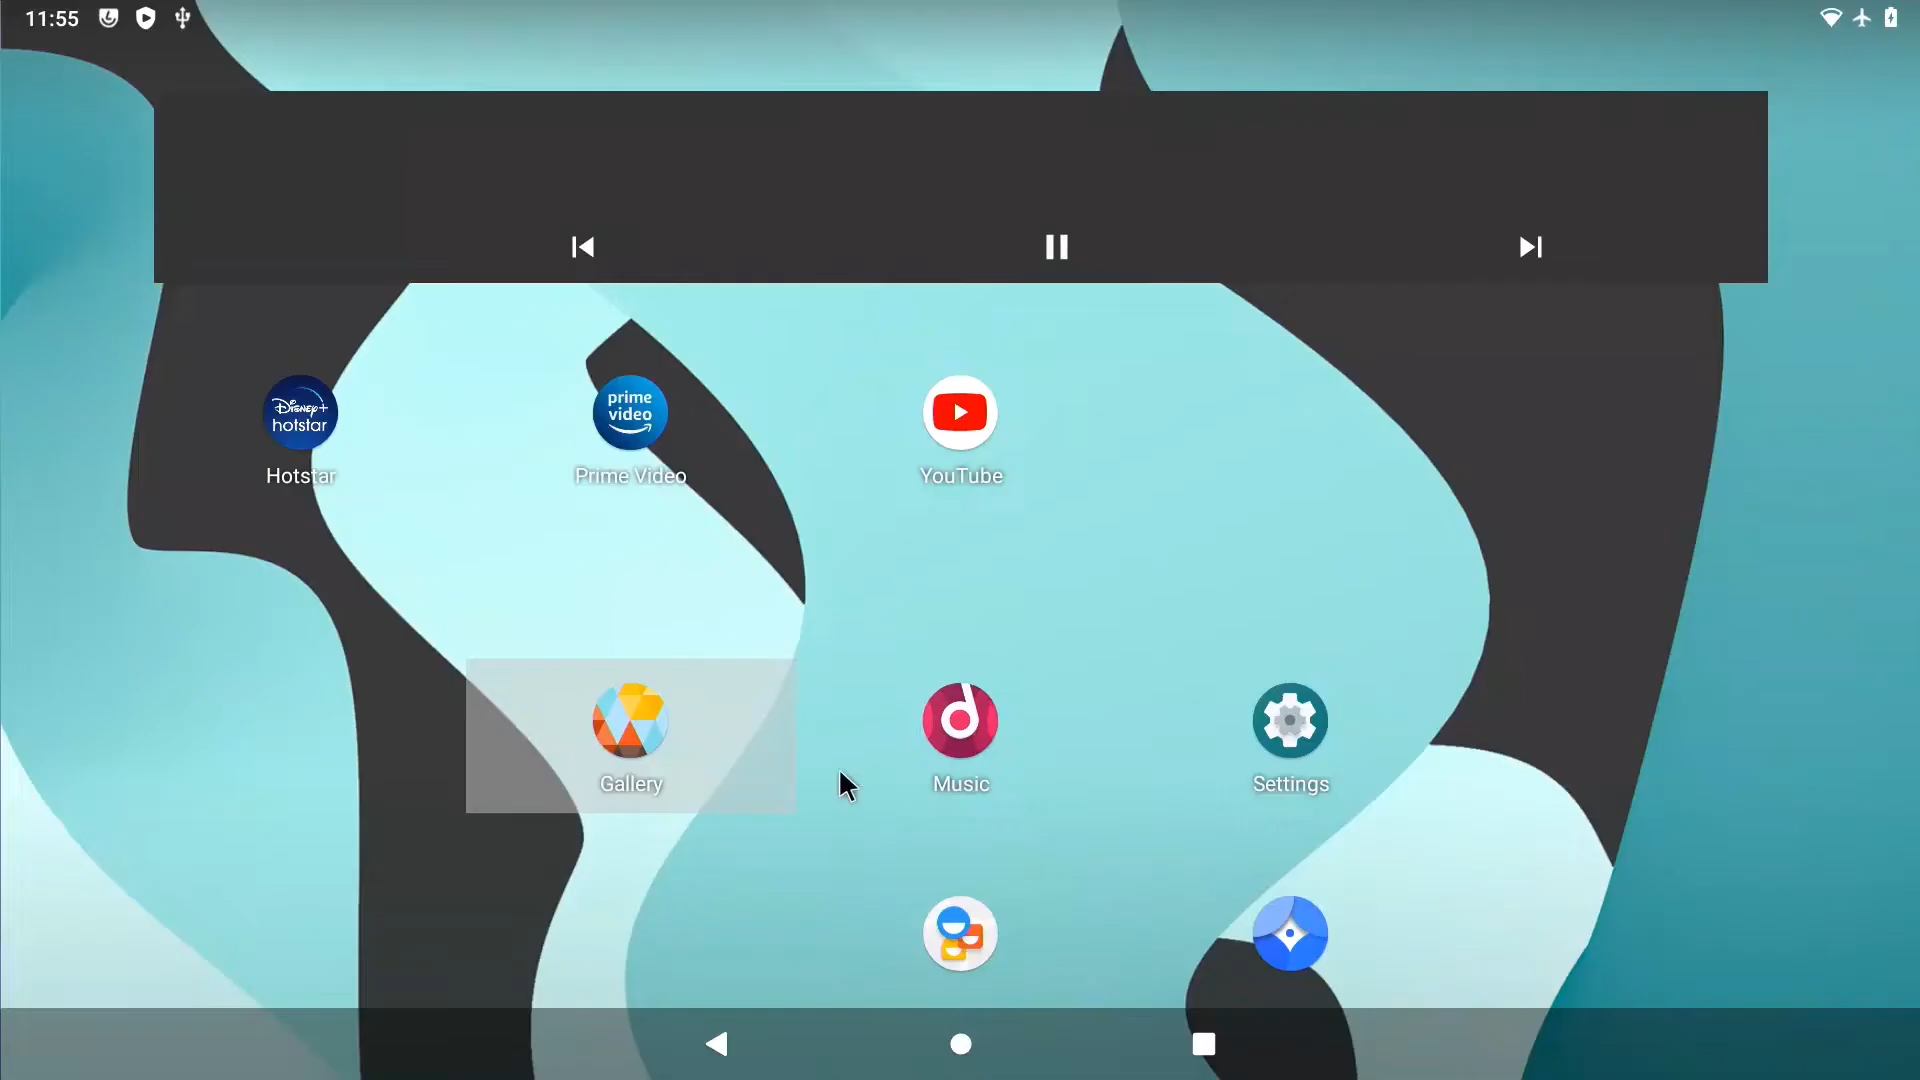 11:55
Disney+
hotstar
prime
video
Hotstar
Prime Video
YouTube
Gallery
Music
Settings